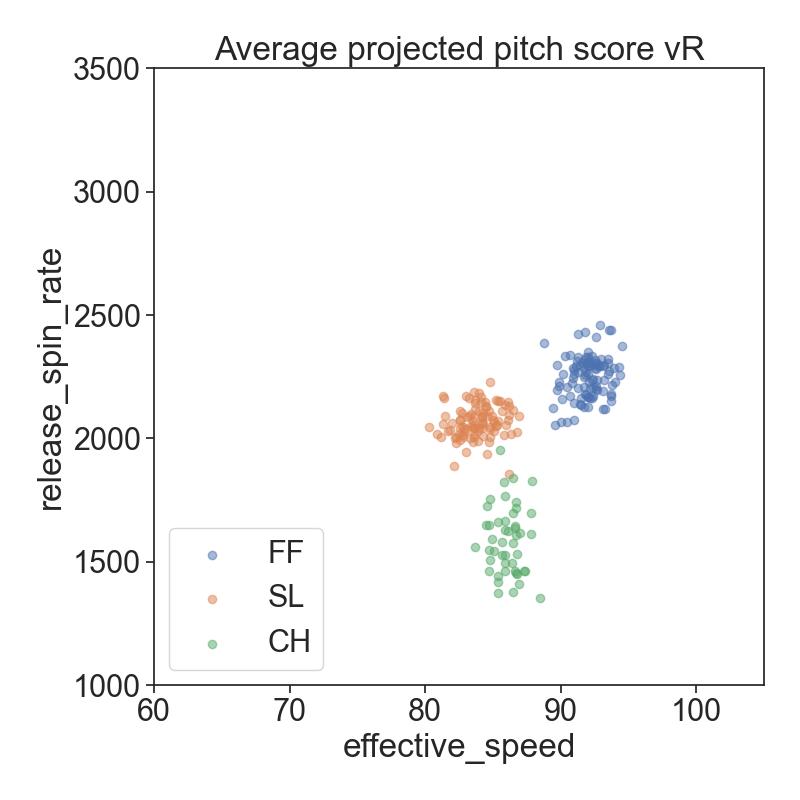 Average projected pitch score vR
3500
3000
2500
2000
1500
1000
release_spin_rate
FF
SL
CH
60
70
80
90
100
effective_speed